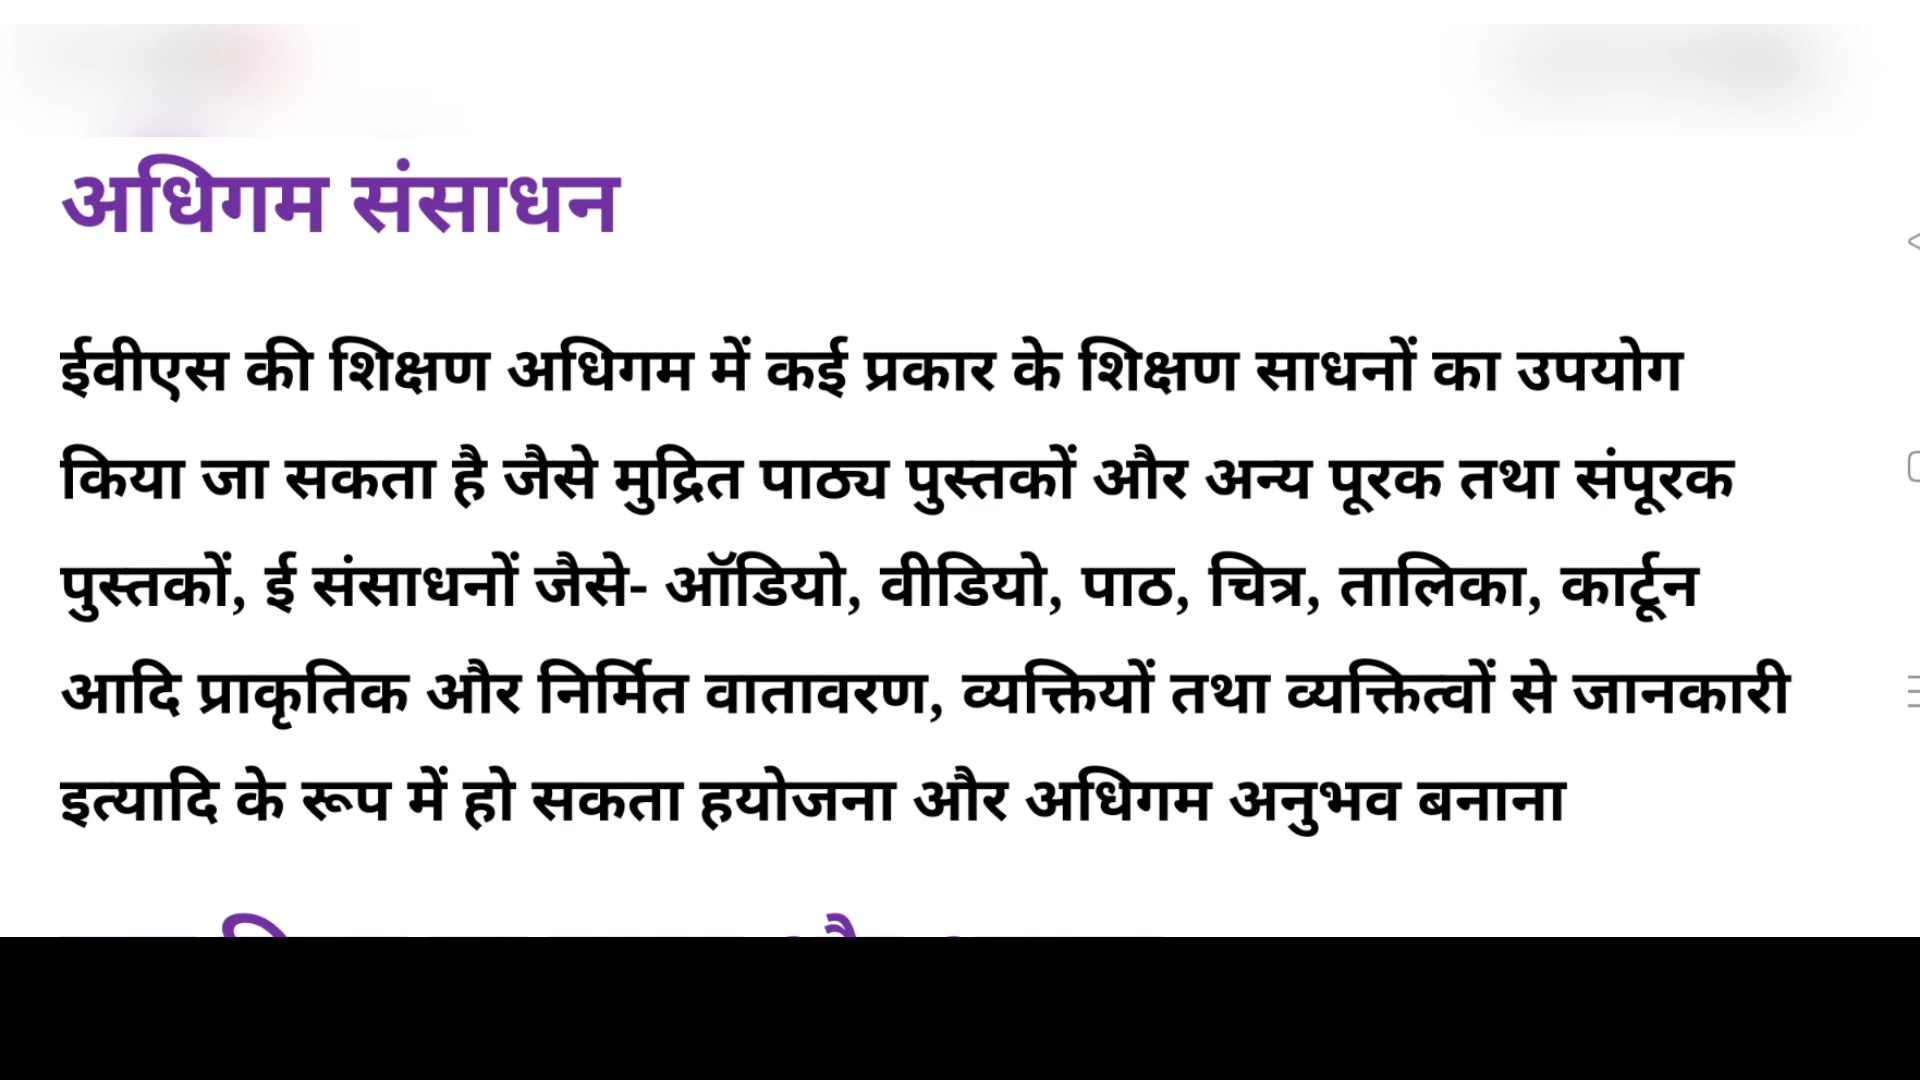 अधिगम संसाधन
ईवीएस की शिक्षण अधिगम में कई प्रकार के शिक्षण साधनों का उपयोग
किया जा सकता है जैसे मुद्रित पाठ्य पुस्तकों और अन्य पूरक तथा संपूरक
पुस्तकों, ई संसाधनों जैसे- ऑडियो, वीडियो, पाठ, चित्र, तालिका, कार्टून
आदि प्राकृतिक और निर्मित वातावरण, व्यक्तियों तथा व्यक्तित्वों से जानकारी
इत्यादि के रूप में हो सकता हयोजना और अधिगम अनुभव बनाना